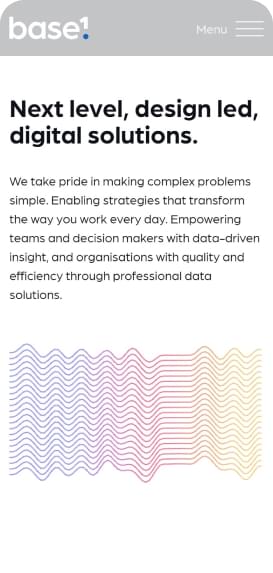 base1
Menu
Next level, design led,
digital solutions.
We take pride in making complex problems
simple. Enabling strategies that transform
the way you work every day. Empowering
teams and decision makers with data-driven
insight, and organisations with quality and
efficiency through professional data
solutions.